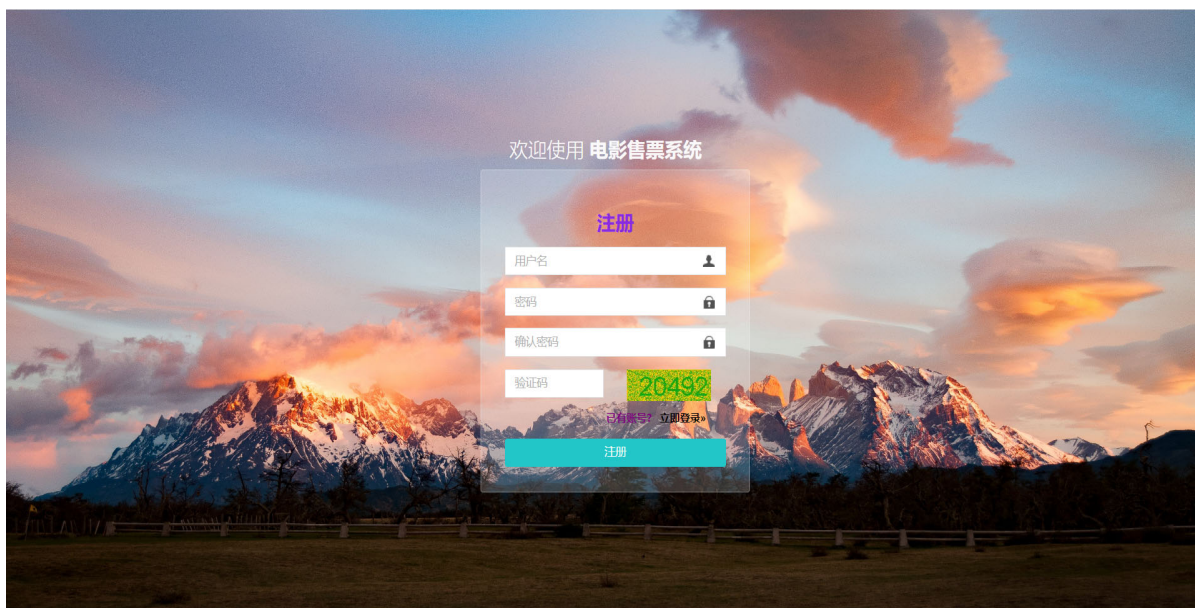 欢迎使用 电影售票系统
注册
用户名
密码
确认密码
验证码 20492
已有账号? 立即登录»
注册